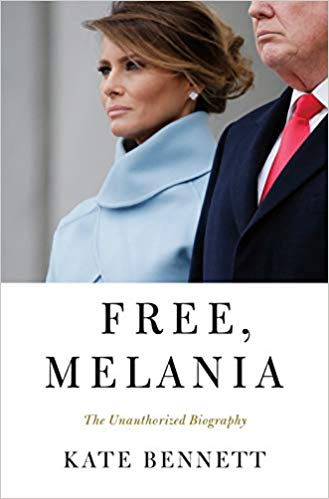 FREE,
MELANIA
The Unauthorized Biography
KATE BENNETT